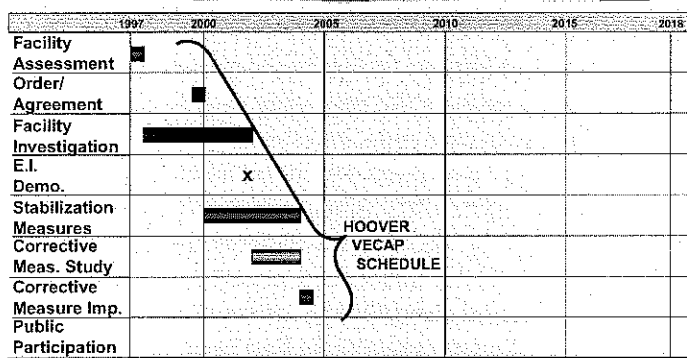 1997 2000 2005 2010 2015 2018
Facility
Assessment
Order/
Agreement
Facility
Investigation
E.I.
Demo.
X
Stabilization
Measures
HOOVER
VECAP
SCHEDULE
Corrective
Meas. Study
Corrective
Measure Imp.
Public
Participation